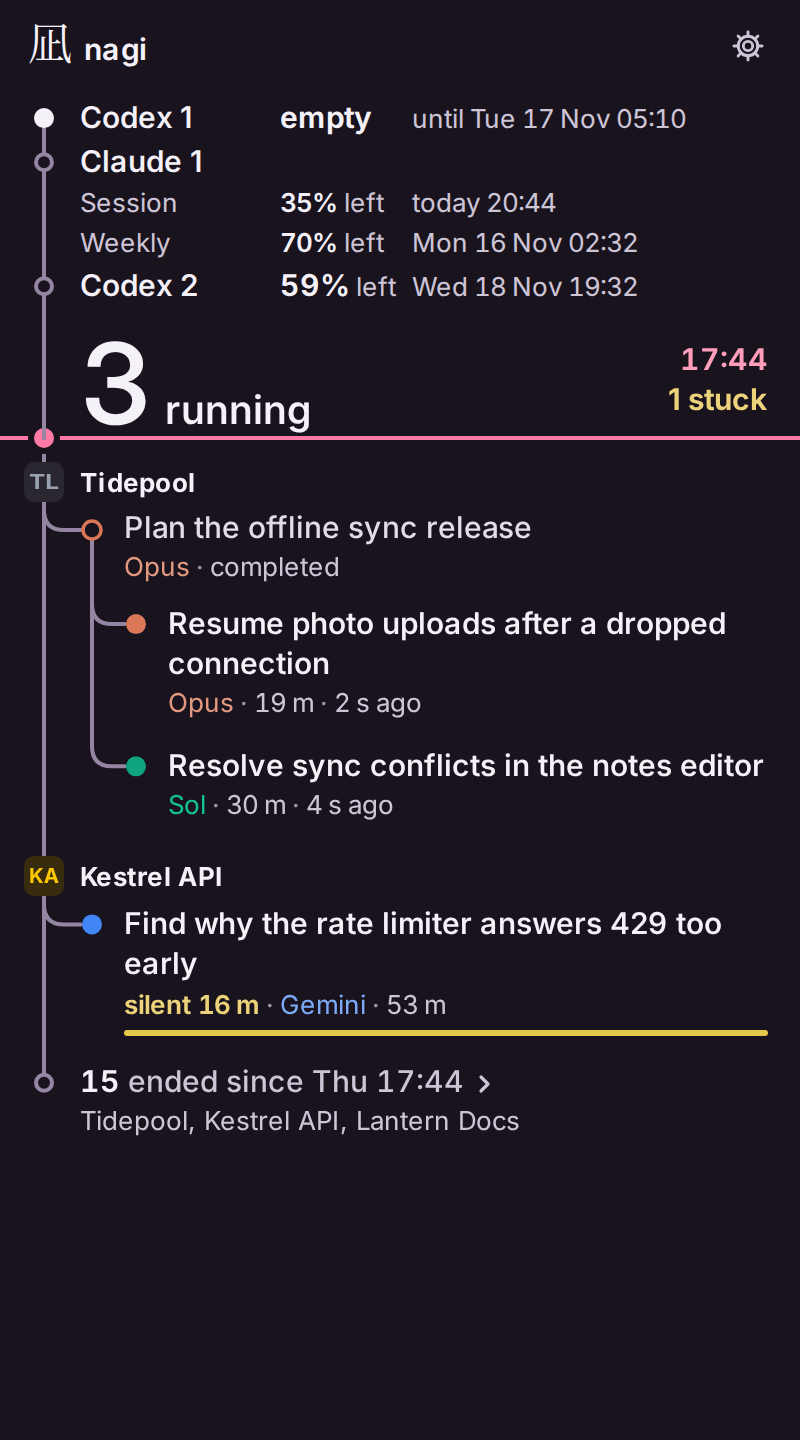 凪 nagi
Codex 1 empty until Tue 17 Nov 05:10
Claude 1
Session 35% left today 20:44
Weekly 70% left Mon 16 Nov 02:32
Codex 2 59% left Wed 18 Nov 19:32
3 running
17:44
1 stuck
TL Tidepool
Plan the offline sync release
Opus · completed
Resume photo uploads after a dropped
connection
Opus · 19 m · 2 s ago
Resolve sync conflicts in the notes editor
Sol · 30 m · 4 s ago
KA Kestrel API
Find why the rate limiter answers 429 too
early
silent 16 m · Gemini · 53 m
15 ended since Thu 17:44 ›
Tidepool, Kestrel API, Lantern Docs